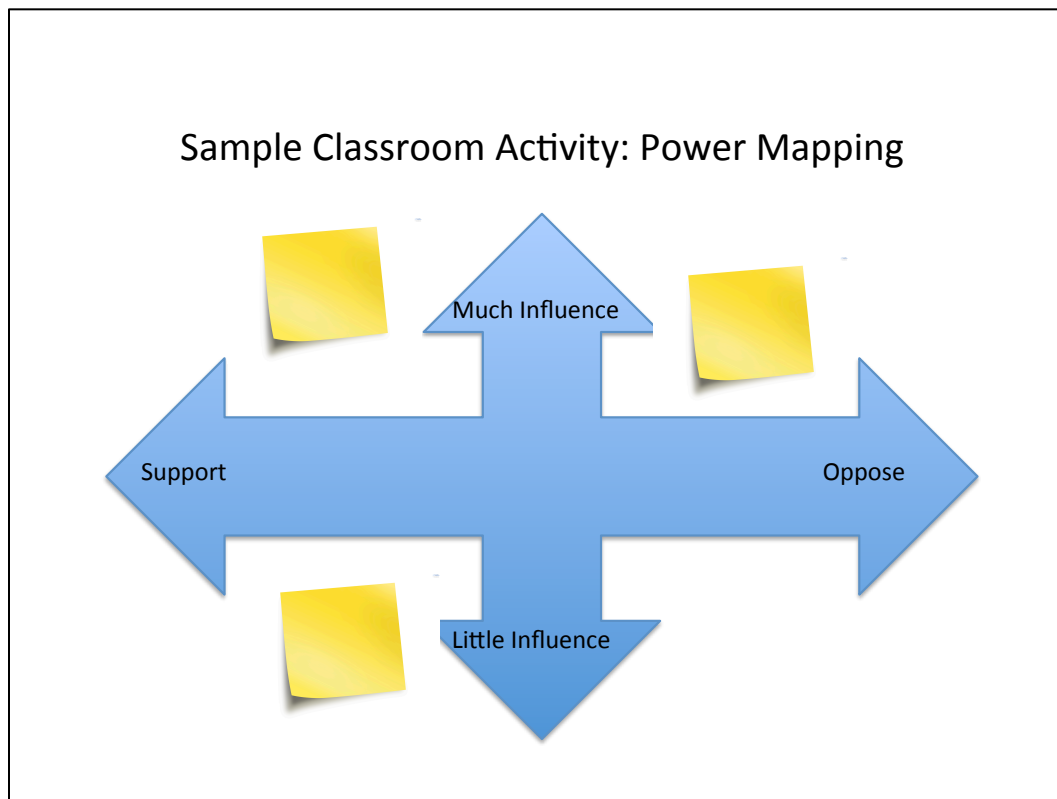 Sample Classroom Activity: Power Mapping
Much Influence
Support
Oppose
Little Influence